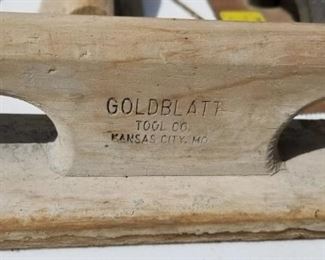 GOLDBLATT
TOOL CO.
KANSAS CITY, MO.